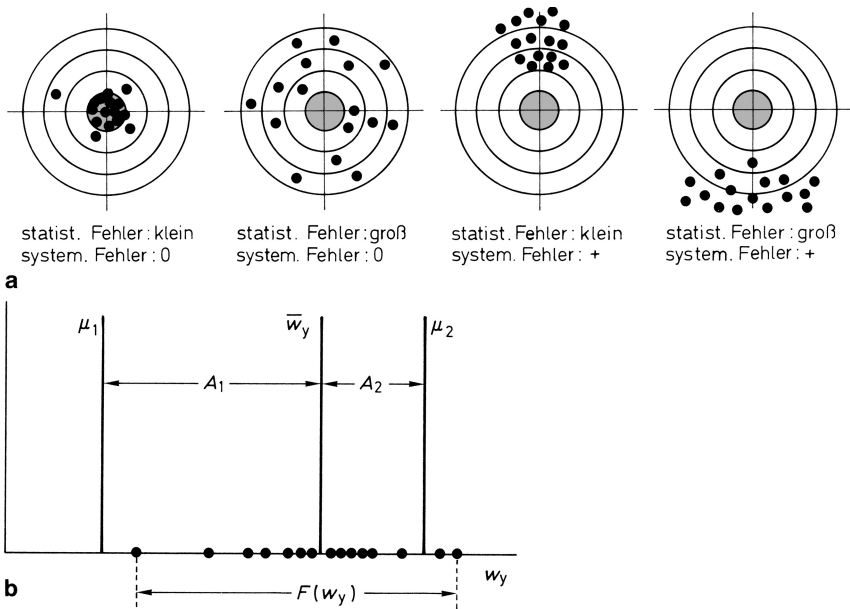 statist. Fehler: klein
system. Fehler: 0
statist. Fehler: groß
system. Fehler: 0
statist. Fehler: klein
system. Fehler: +
statist. Fehler: groß
system. Fehler: +
a
μ₁
w̅y
μ₂
A₁
A₂
wy
b
F(wy)